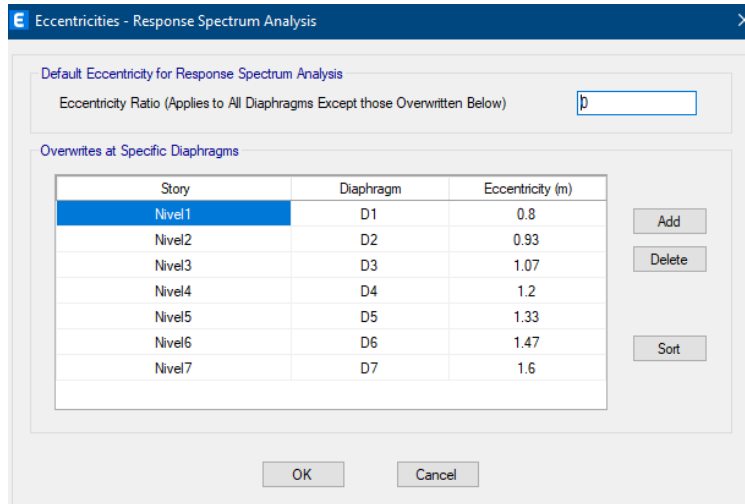 E Eccentricities - Response Spectrum Analysis
Default Eccentricity for Response Spectrum Analysis
Eccentricity Ratio (Applies to All Diaphragms Except those Overwritten Below) 0
Overwrites at Specific Diaphragms
Story Diaphragm Eccentricity (m)
Nivel1 D1 0.8
Add
Nivel2 D2 0.93
Nivel3 D3 1.07
Delete
Nivel4 D4 1.2
Nivel5 D5 1.33
Nivel6 D6 1.47
Sort
Nivel7 D7 1.6
OK Cancel